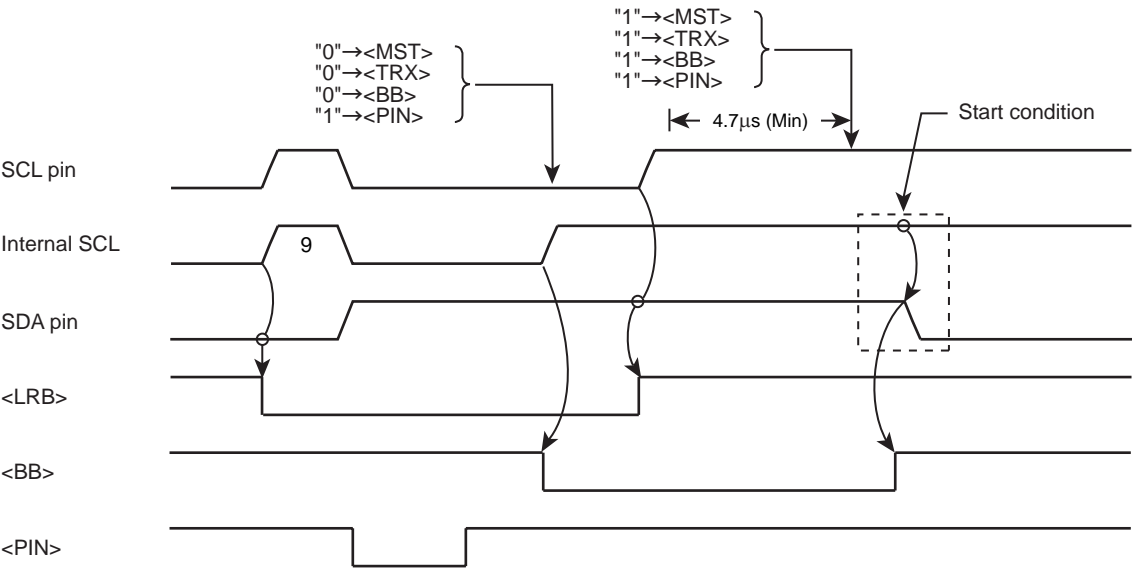 "0"→<MST>
"0"→<TRX>
"0"→<BB>
"1"→<PIN>
"1"→<MST>
"1"→<TRX>
"1"→<BB>
"1"→<PIN>
4.7μs (Min)
Start condition
SCL pin
Internal SCL
9
SDA pin
<LRB>
<BB>
<PIN>